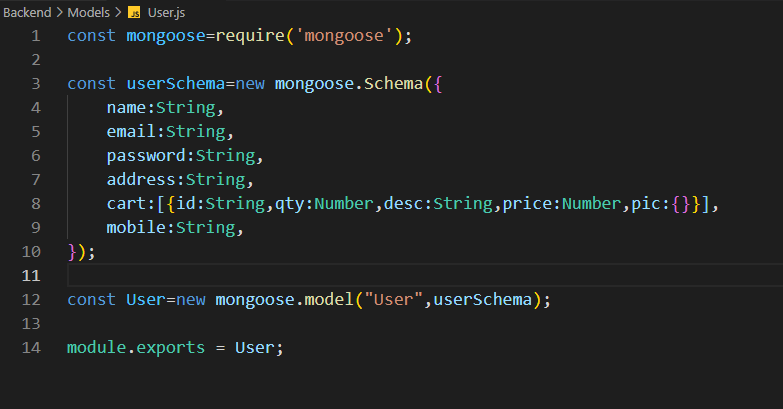 Backend > Models > JS User.js
1 const mongoose=require('mongoose');
2
3 const userSchema=new mongoose.Schema({
4     name:String,
5     email:String,
6     password:String,
7     address:String,
8     cart:[{id:String,qty:Number,desc:String,price:Number,pic:{}}],
9     mobile:String,
10 });
11
12 const User=new mongoose.model("User",userSchema);
13
14 module.exports = User;